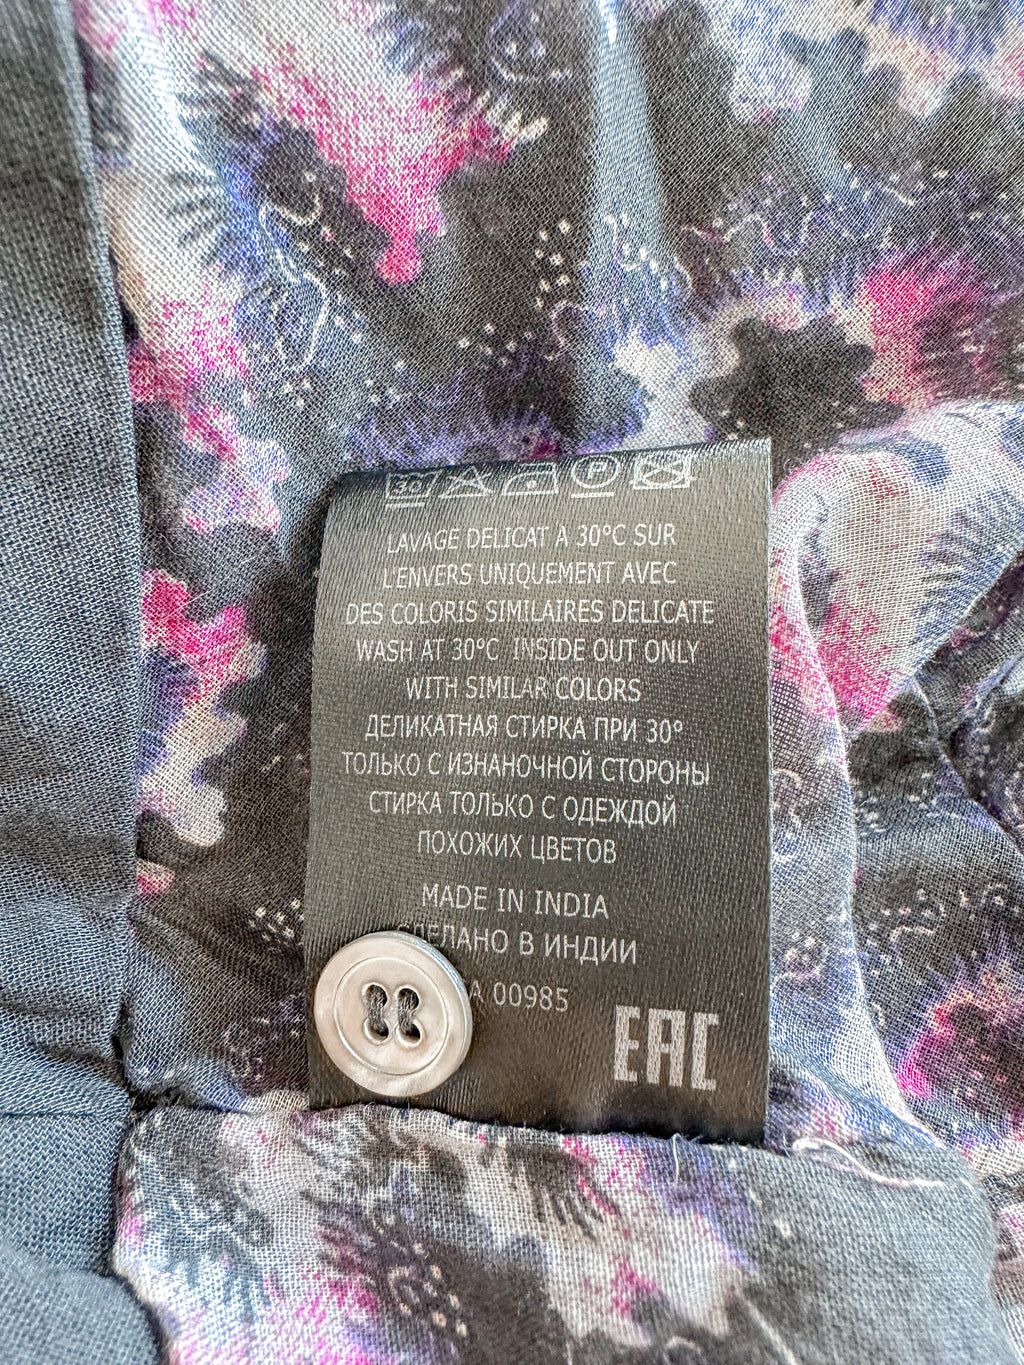 30
P
LAVAGE DELICAT A 30°C SUR
L'ENVERS UNIQUEMENT AVEC
DES COLORIS SIMILAIRES DELICATE
WASH AT 30°C INSIDE OUT ONLY
WITH SIMILAR COLORS
ДЕЛИКАТНАЯ СТИРКА ПРИ 30°
ТОЛЬКО С ИЗНАНОЧНОЙ СТОРОНЫ
СТИРКА ТОЛЬКО С ОДЕЖДОЙ
ПОХОЖИХ ЦВЕТОВ
MADE IN INDIA
СДЕЛАНО В ИНДИИ
A 00985
EAC